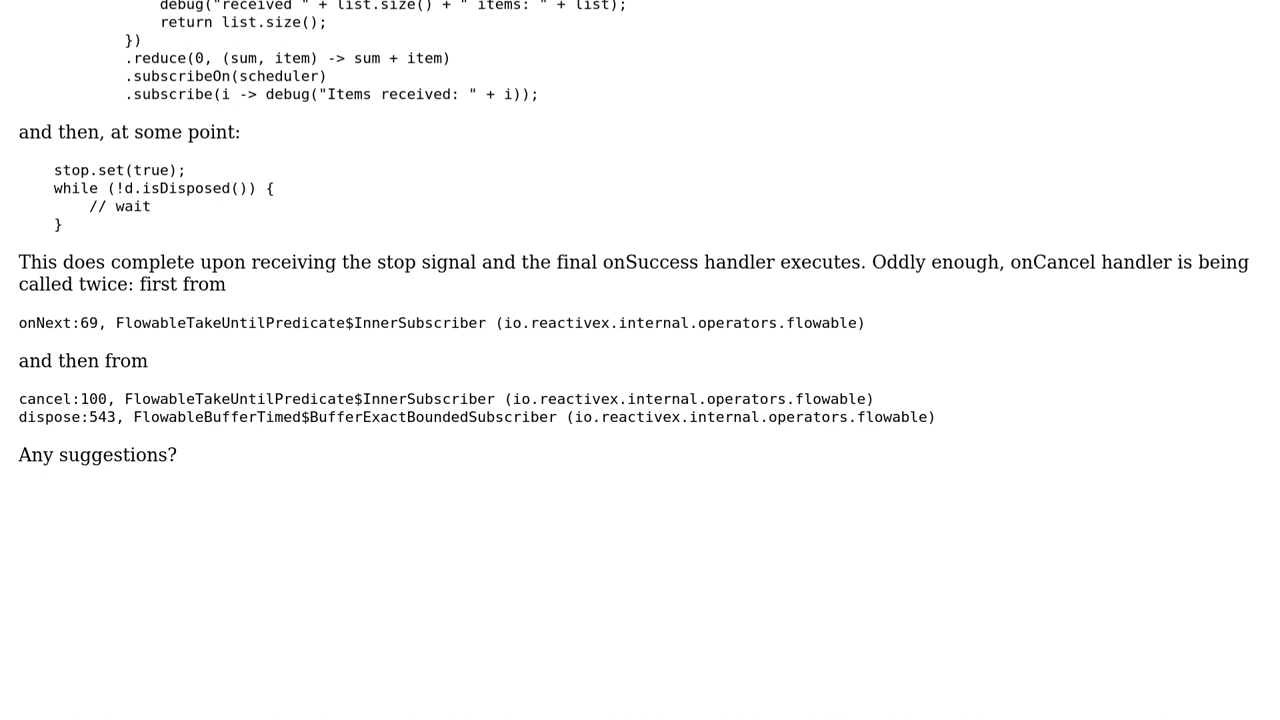 debug("received " + list.size() + " items: " + list);
return list.size();
})
.reduce(0, (sum, item) -> sum + item)
.subscribeOn(scheduler)
.subscribe(i -> debug("Items received: " + i));
and then, at some point:
stop.set(true);
while (!d.isDisposed()) {
// wait
}
This does complete upon receiving the stop signal and the final onSuccess handler executes. Oddly enough, onCancel handler is being
called twice: first from
onNext:69, FlowableTakeUntilPredicate$InnerSubscriber (io.reactivex.internal.operators.flowable)
and then from
cancel:100, FlowableTakeUntilPredicate$InnerSubscriber (io.reactivex.internal.operators.flowable)
dispose:543, FlowableBufferTimed$BufferExactBoundedSubscriber (io.reactivex.internal.operators.flowable)
Any suggestions?